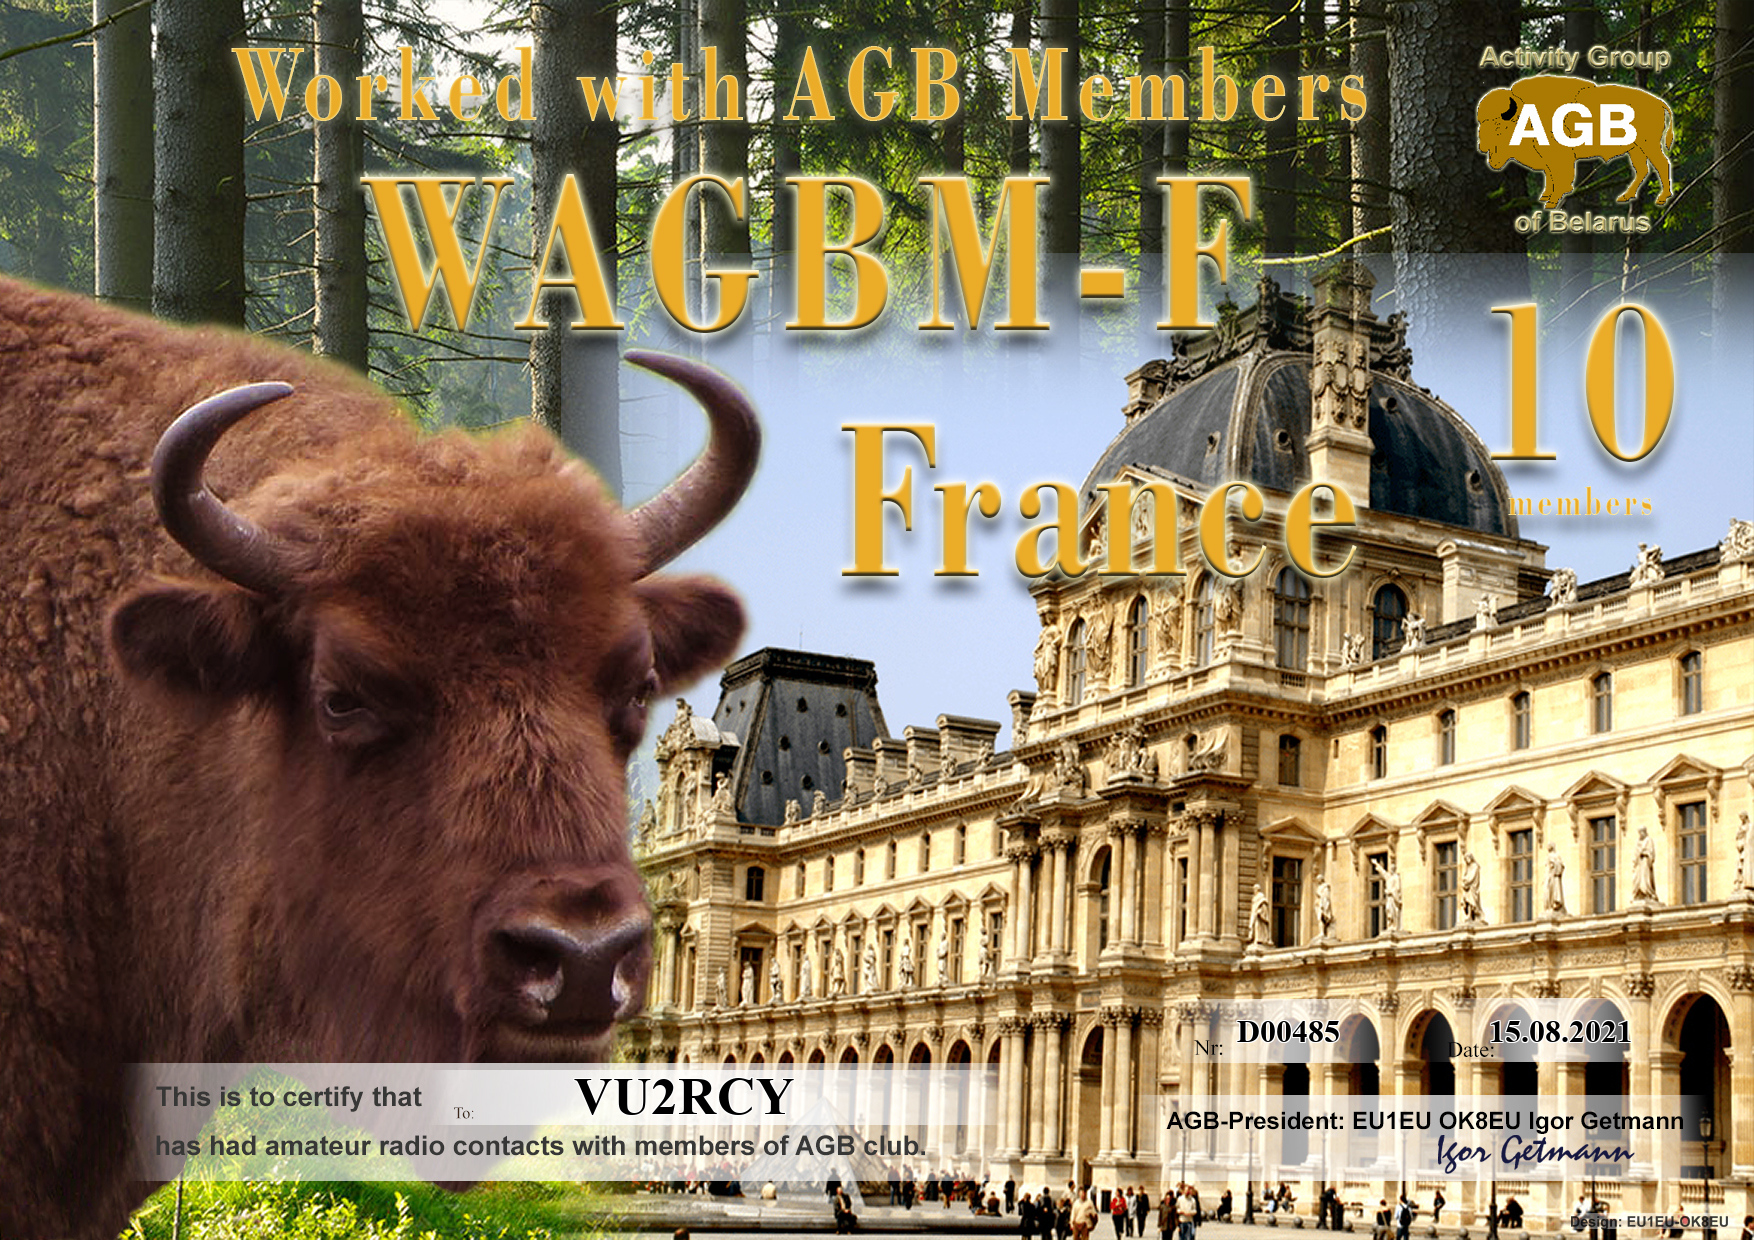 Worked with AGB Members
Activity Group
AGB
of Belarus
WAGBM-F
10
members
France
Nr: D00485
Date: 15.08.2021
This is to certify that To: VU2RCY
has had amateur radio contacts with members of AGB club.
AGB-President: EU1EU OK8EU Igor Getmann
Igor Getmann
Design: EU1EU-OK8EU